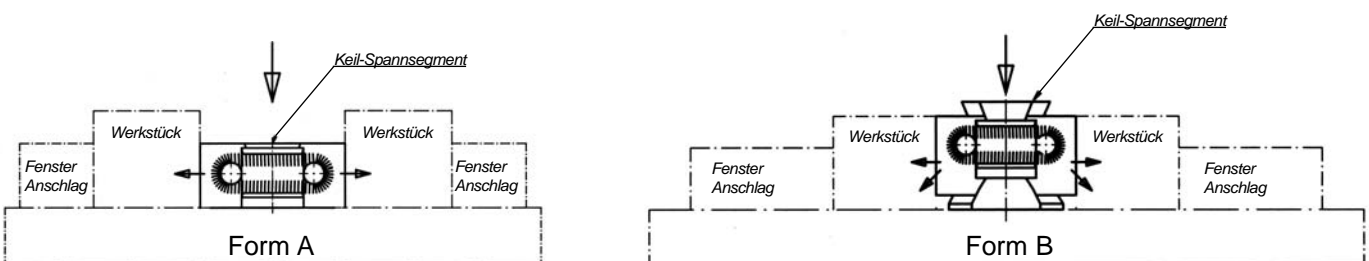 Keil-Spannsegment
Werkstück
Werkstück
Fenster
Anschlag
Fenster
Anschlag
Form A
Keil-Spannsegment
Werkstück
Werkstück
Fenster
Anschlag
Fenster
Anschlag
Form B